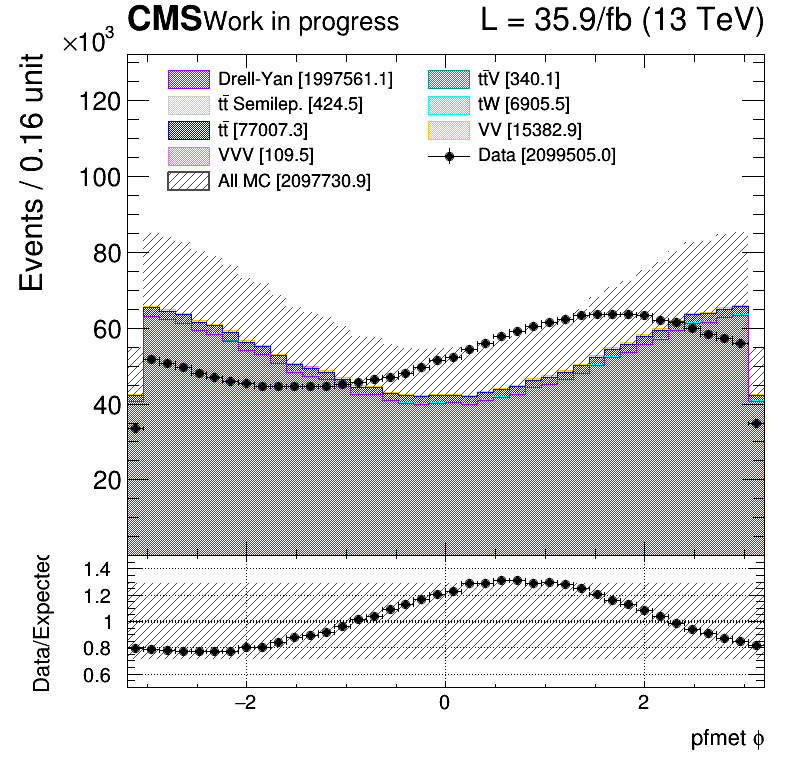 CMS Work in progress L = 35.9/fb (13 TeV)
×10³
Events / 0.16 unit
120
100
80
60
40
20
Drell-Yan [1997561.1]
tt̄ Semilep. [424.5]
tt̄ [77007.3]
VVV [109.5]
All MC [2097730.9]
tt̄V [340.1]
tW [6905.5]
VV [15382.9]
Data [2099505.0]
Data/Expected
1.4
1.2
1
0.8
0.6
−2 0 2
pfmet ϕ